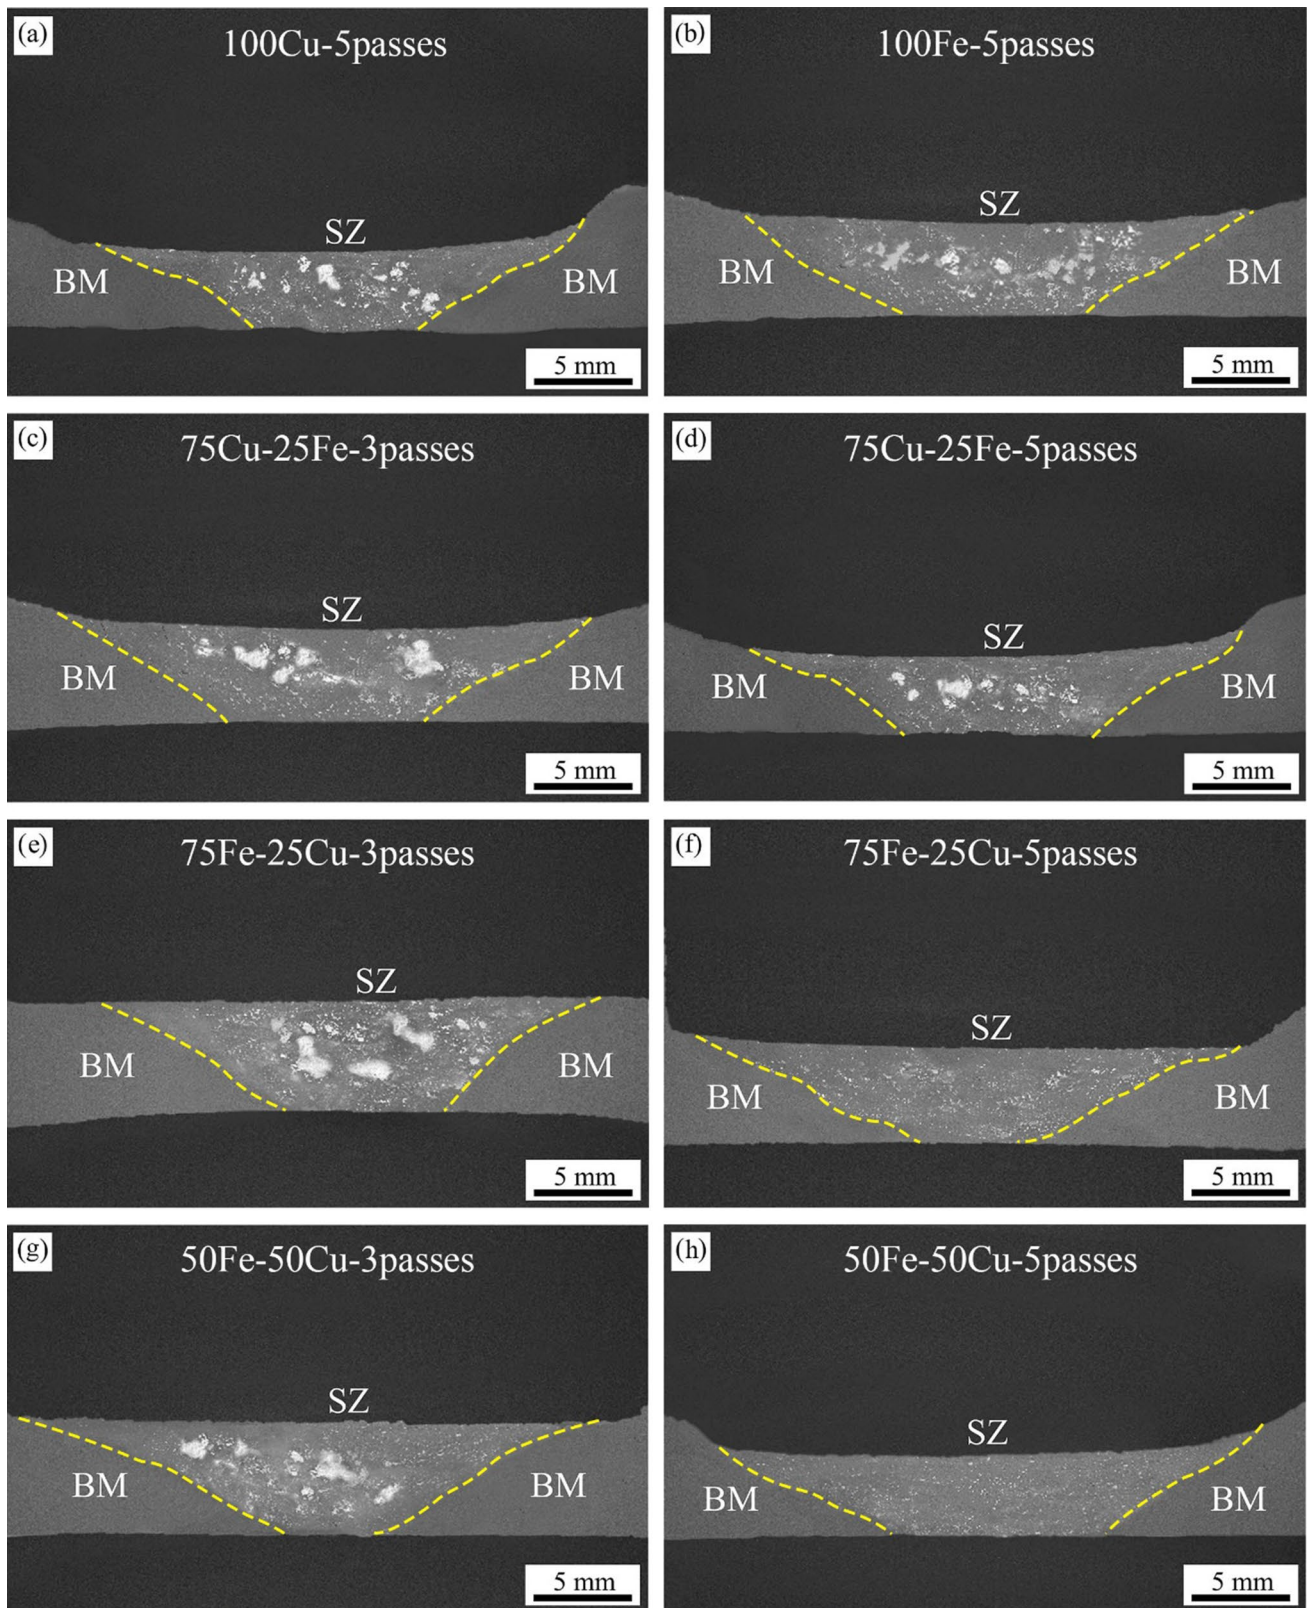 (a)
100Cu-5passes
SZ
BM
BM
5 mm
(b)
100Fe-5passes
SZ
BM
BM
5 mm
(c)
75Cu-25Fe-3passes
SZ
BM
BM
5 mm
(d)
75Cu-25Fe-5passes
SZ
BM
BM
5 mm
(e)
75Fe-25Cu-3passes
SZ
BM
BM
5 mm
(f)
75Fe-25Cu-5passes
SZ
BM
BM
5 mm
(g)
50Fe-50Cu-3passes
SZ
BM
BM
5 mm
(h)
50Fe-50Cu-5passes
SZ
BM
BM
5 mm